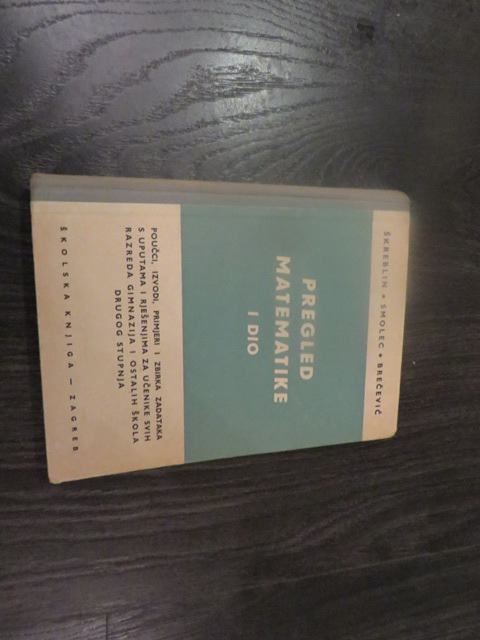 ŠKREBLIN • SMOLEC • BREČEVIĆ
PREGLED
MATEMATIKE
I DIO
POUČCI, IZVODI, PRIMJERI I ZBIRKA ZADATAKA
S UPUTAMA I RJEŠENJIMA ZA UČENIKE SVIH
RAZREDA GIMNAZIJA I OSTALIH ŠKOLA
DRUGOG STUPNJA
ŠKOLSKA KNJIGA — ZAGREB